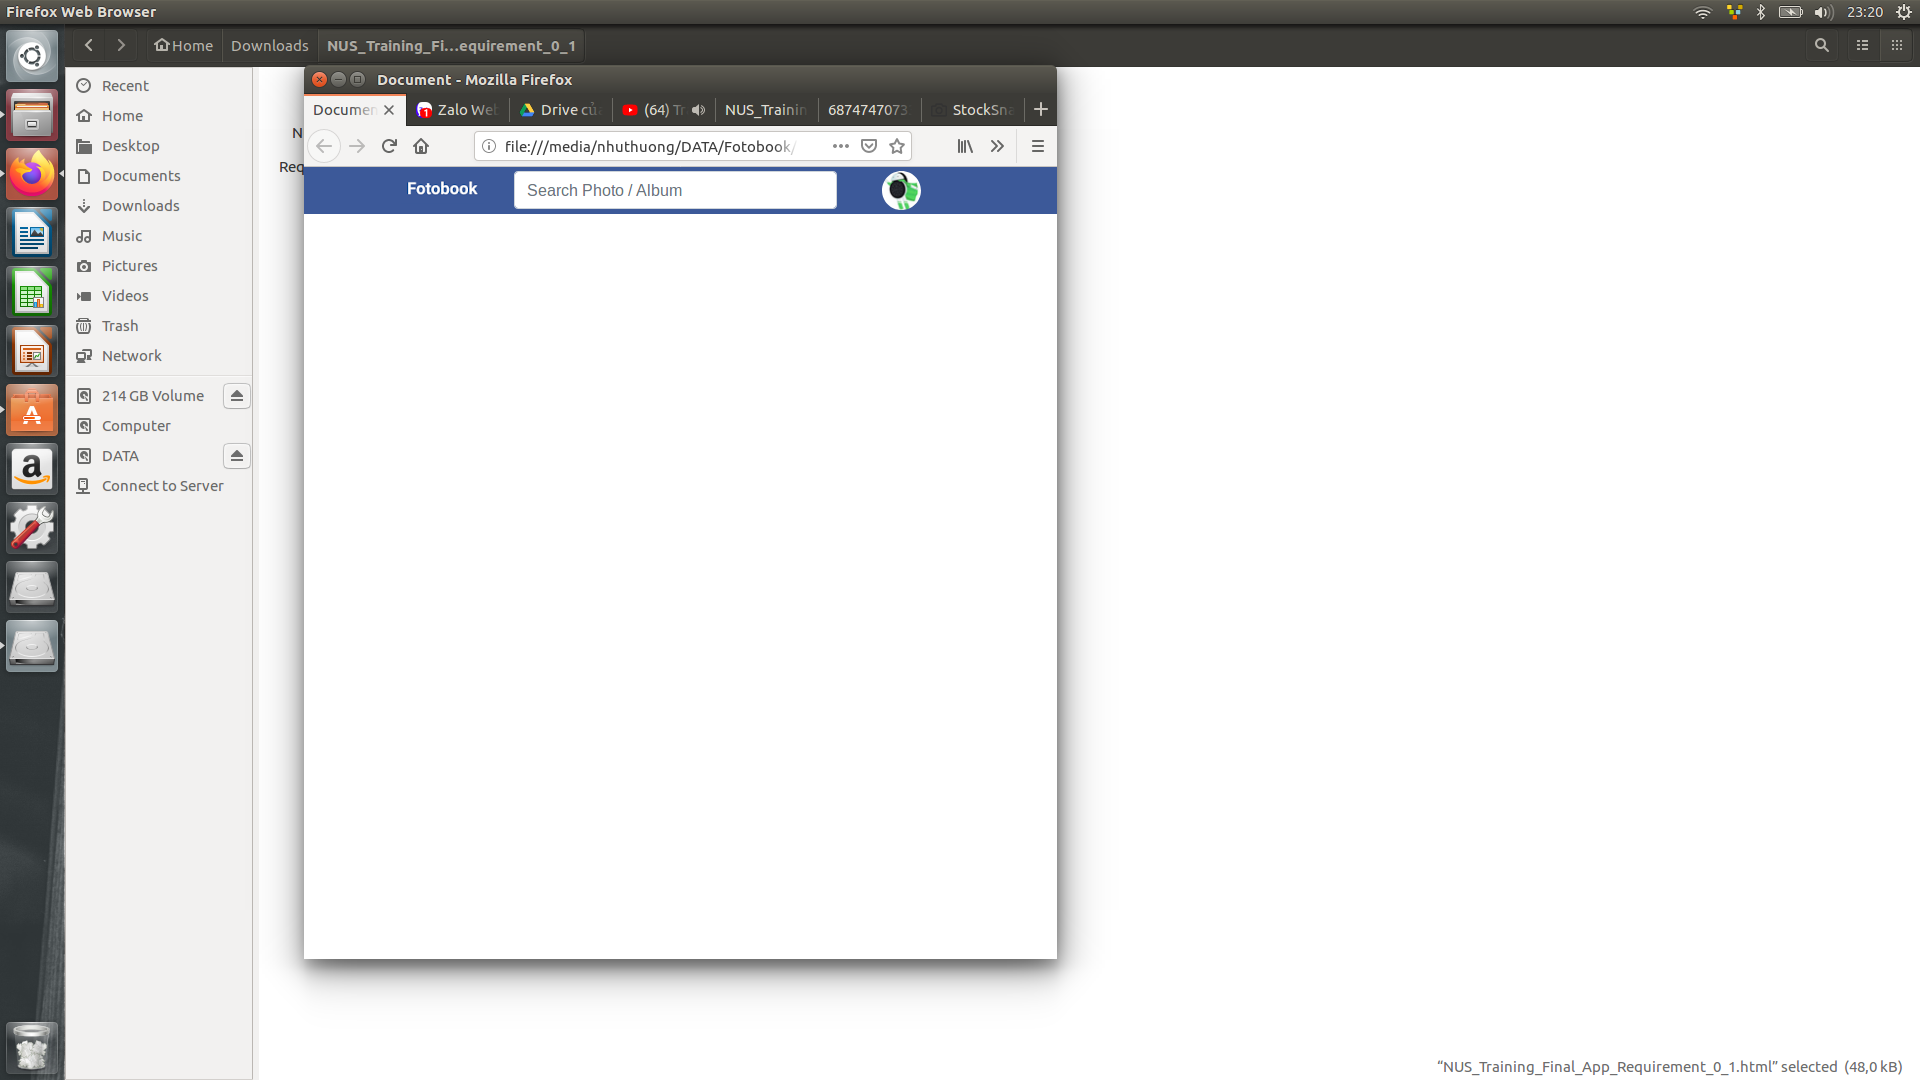 Firefox Web Browser
23:20
Home
Downloads
NUS_Training_Fi...equirement_0_1
Recent
Home
Desktop
Documents
Downloads
Music
Pictures
Videos
Trash
Network
214 GB Volume
Computer
DATA
Connect to Server
N
Req
Document - Mozilla Firefox
Documen
1
Zalo Web
Drive củ
(64) Tr
NUS_Trainin
6874747073
StockSna
file:///media/nhuthuong/DATA/Fotobook/
Fotobook
Search Photo / Album
"NUS_Training_Final_App_Requirement_0_1.html" selected (48,0 kB)